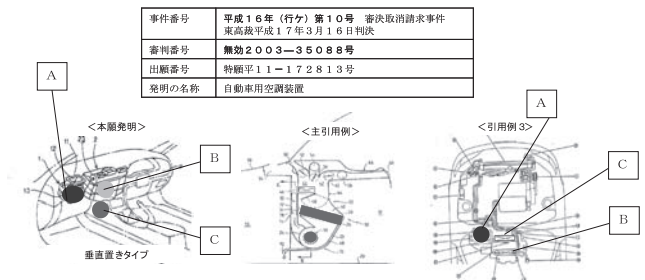 事件番号 平成16年（行ケ）第10号 審決取消請求事件
東高裁平成17年3月16日判決
審判番号 無効2003―35088号
出願番号 特願平11－172813号
発明の名称 自動車用空調装置
A
A
＜本願発明＞
＜主引用例＞
＜引用例3＞
B
C
B
C
垂直置きタイプ